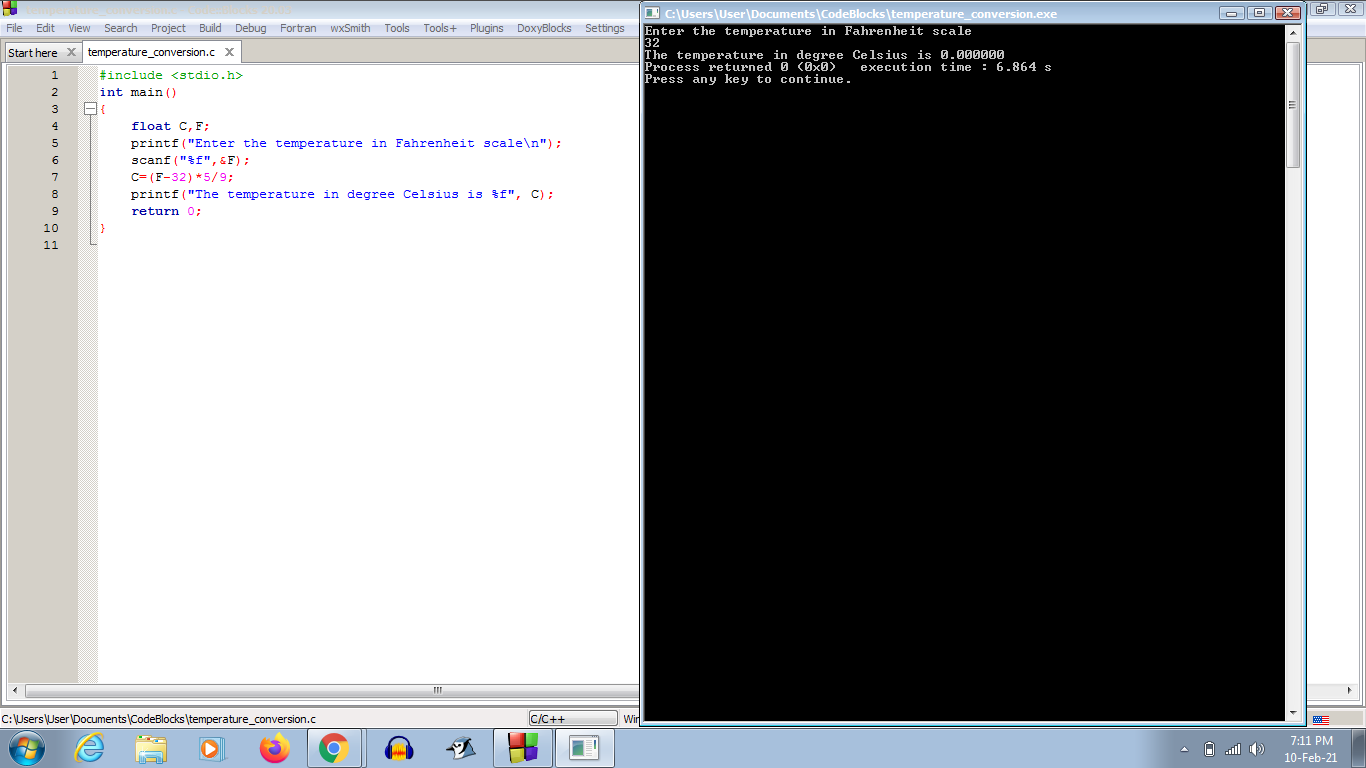 File Edit View Search Project Build Debug Fortran wxSmith Tools Tools+ Plugins DoxyBlocks Settings
Start here temperature_conversion.c
1 #include <stdio.h>
2 int main()
3 {
4 float C,F;
5 printf("Enter the temperature in Fahrenheit scale\n");
6 scanf("%f",&F);
7 C=(F-32)*5/9;
8 printf("The temperature in degree Celsius is %f", C);
9 return 0;
10 }
11
C:\Users\User\Documents\CodeBlocks\temperature_conversion.c C/C++
C:\Users\User\Documents\CodeBlocks\temperature_conversion.exe
Enter the temperature in Fahrenheit scale
32
The temperature in degree Celsius is 0.000000
Process returned 0 (0x0) execution time : 6.864 s
Press any key to continue.
7:11 PM
10-Feb-21